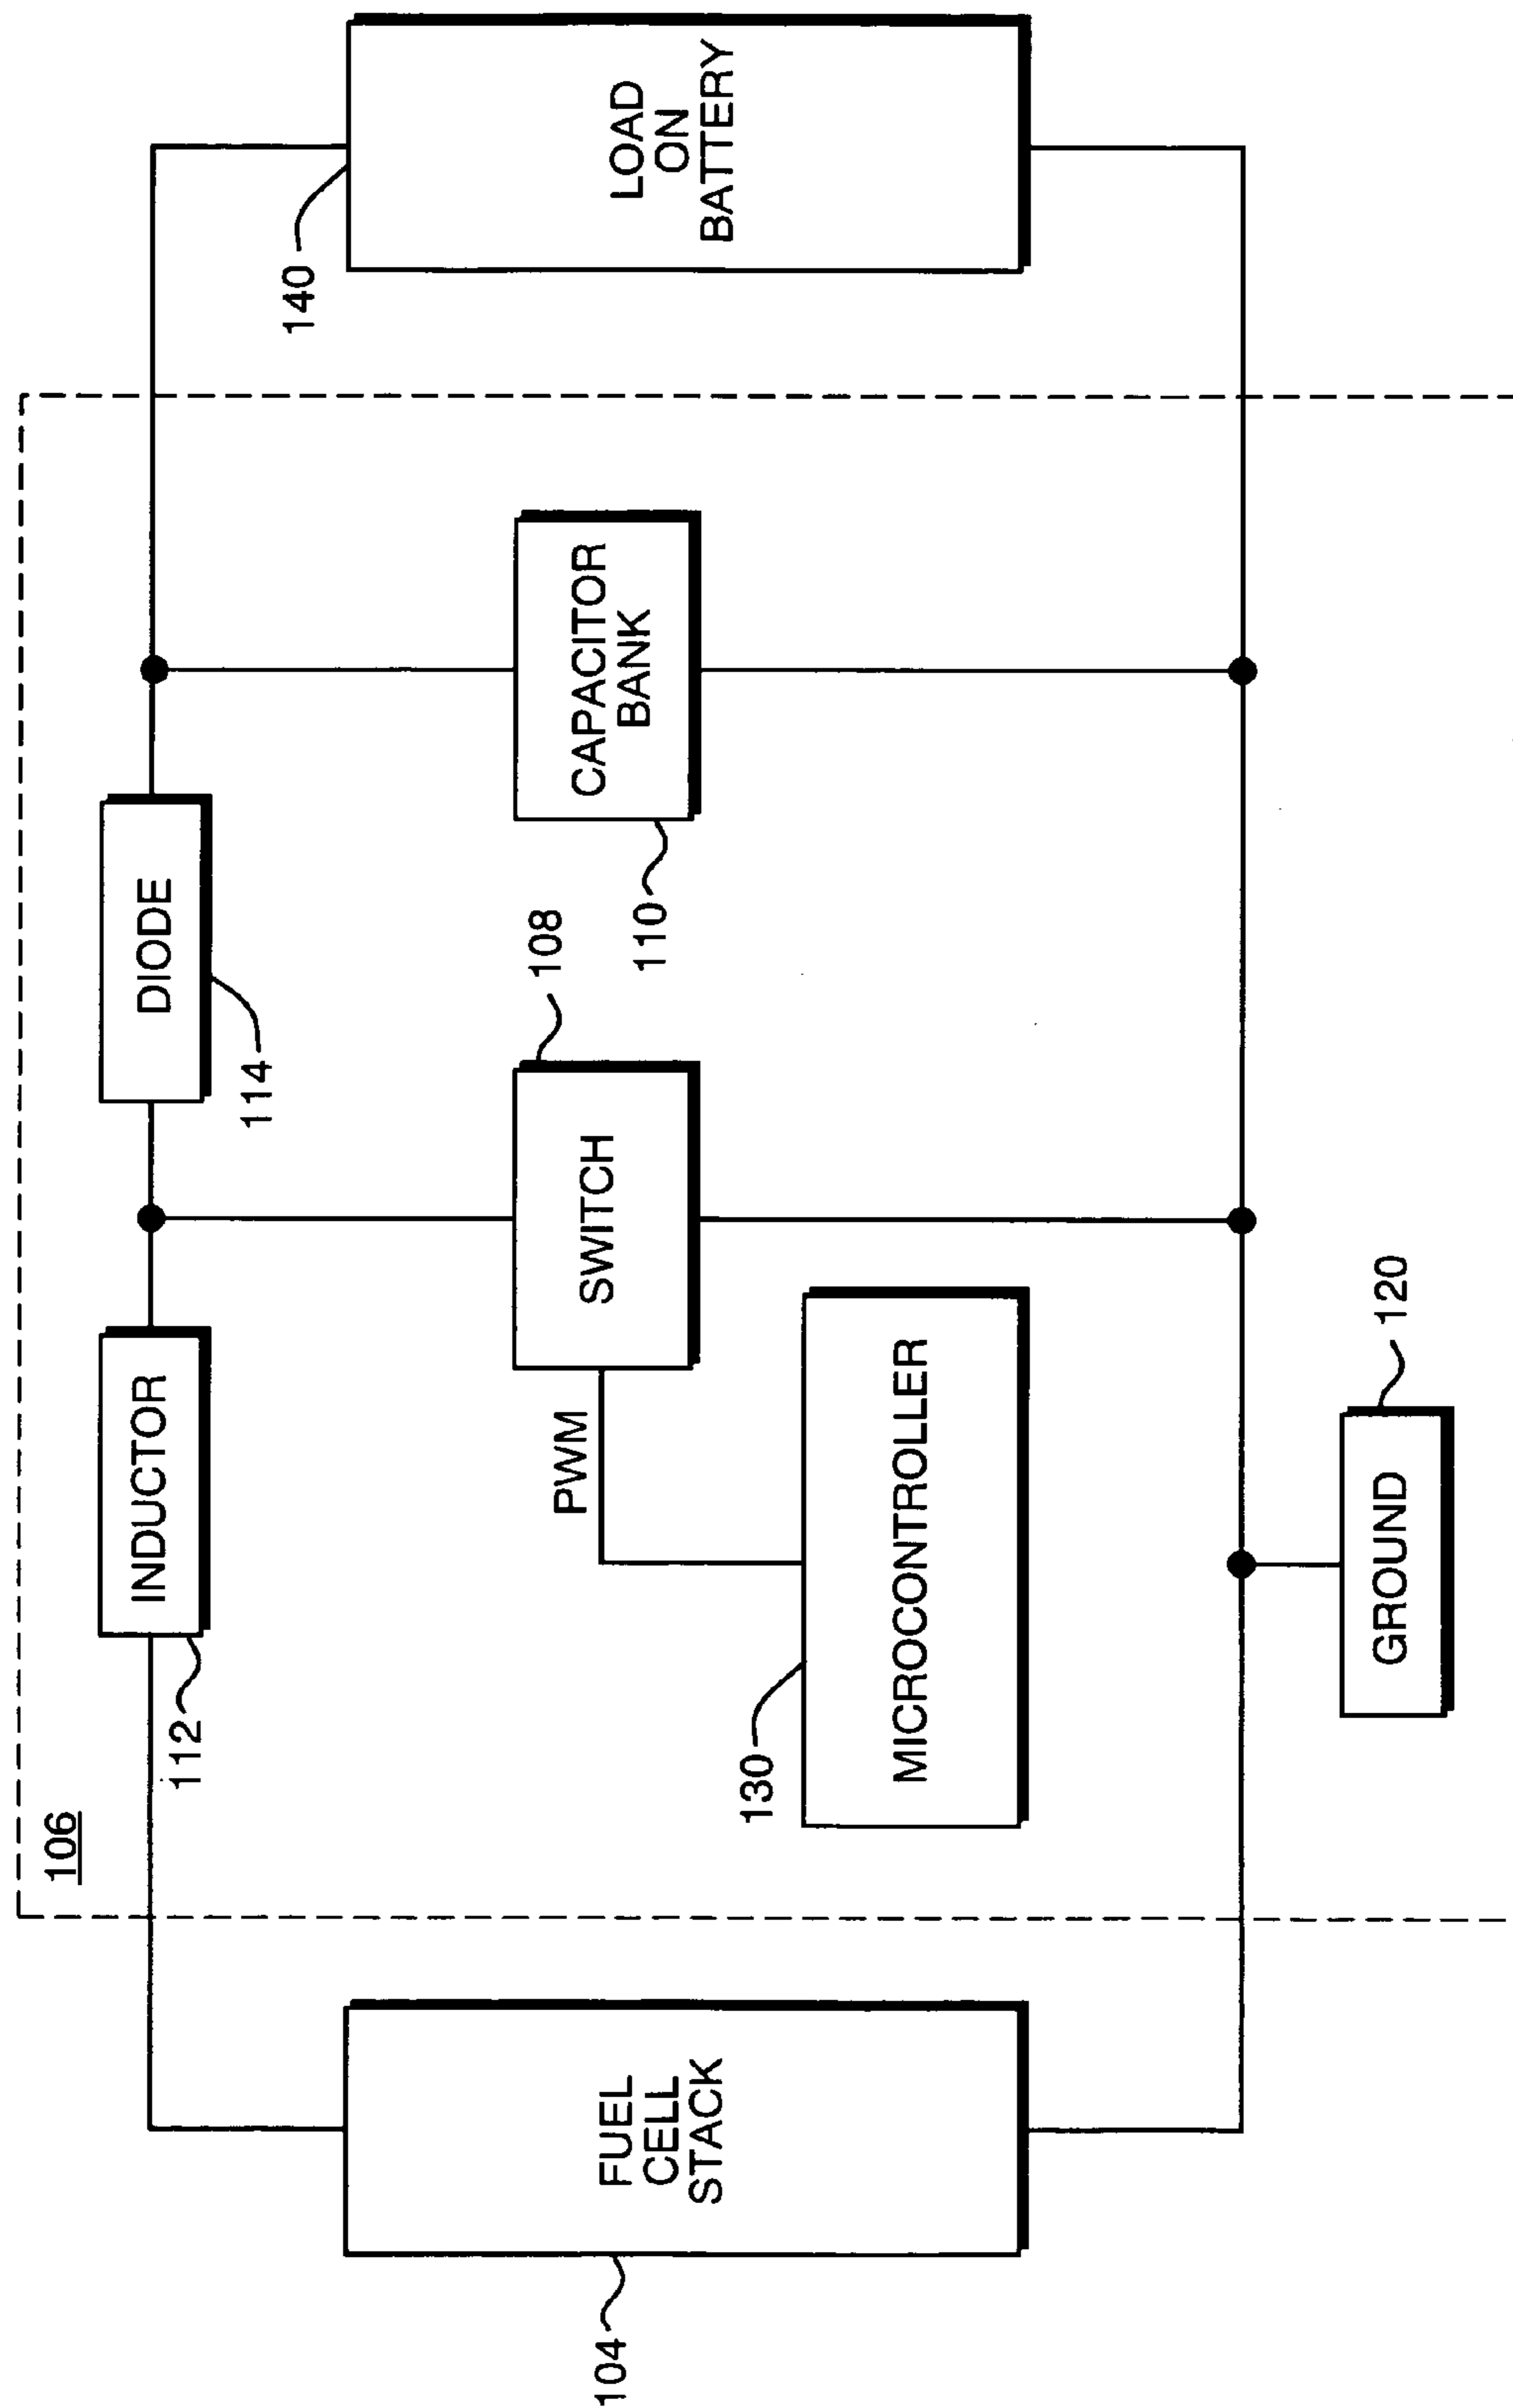 106
112
INDUCTOR
DIODE
114
140
LOAD
ON
BATTERY
104
FUEL
CELL
STACK
PWM
SWITCH
108
CAPACITOR
BANK
110
130
MICROCONTROLLER
GROUND
120